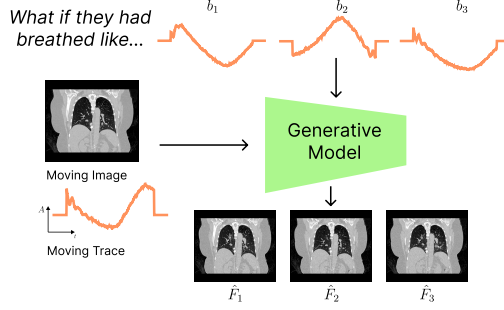 What if they had
breathed like...
b1 b2 b3
Generative
Model
Moving Image
A
Moving Trace
F̂1 F̂2 F̂3